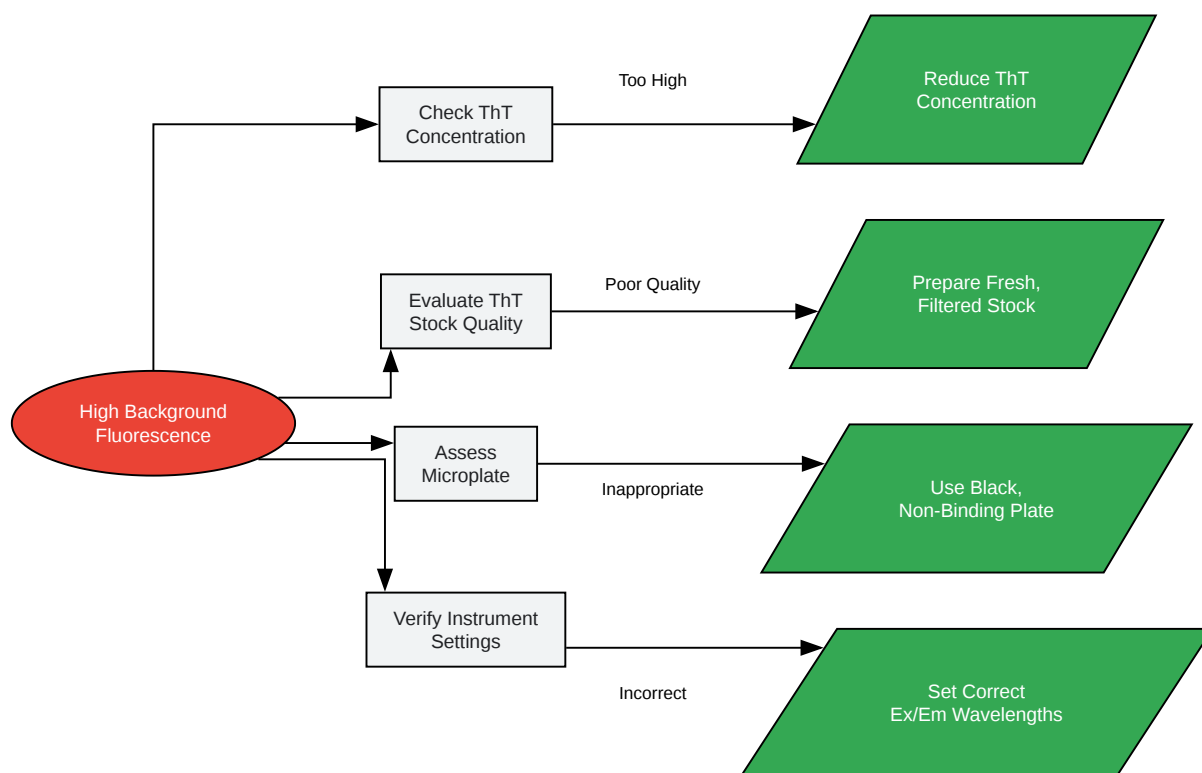 Too High
Check ThT
Concentration
Reduce ThT
Concentration
Poor Quality
Evaluate ThT
Stock Quality
Prepare Fresh,
Filtered Stock
High Background
Fluorescence
Assess
Microplate
Inappropriate
Use Black,
Non-Binding Plate
Verify Instrument
Settings
Incorrect
Set Correct
Ex/Em Wavelengths